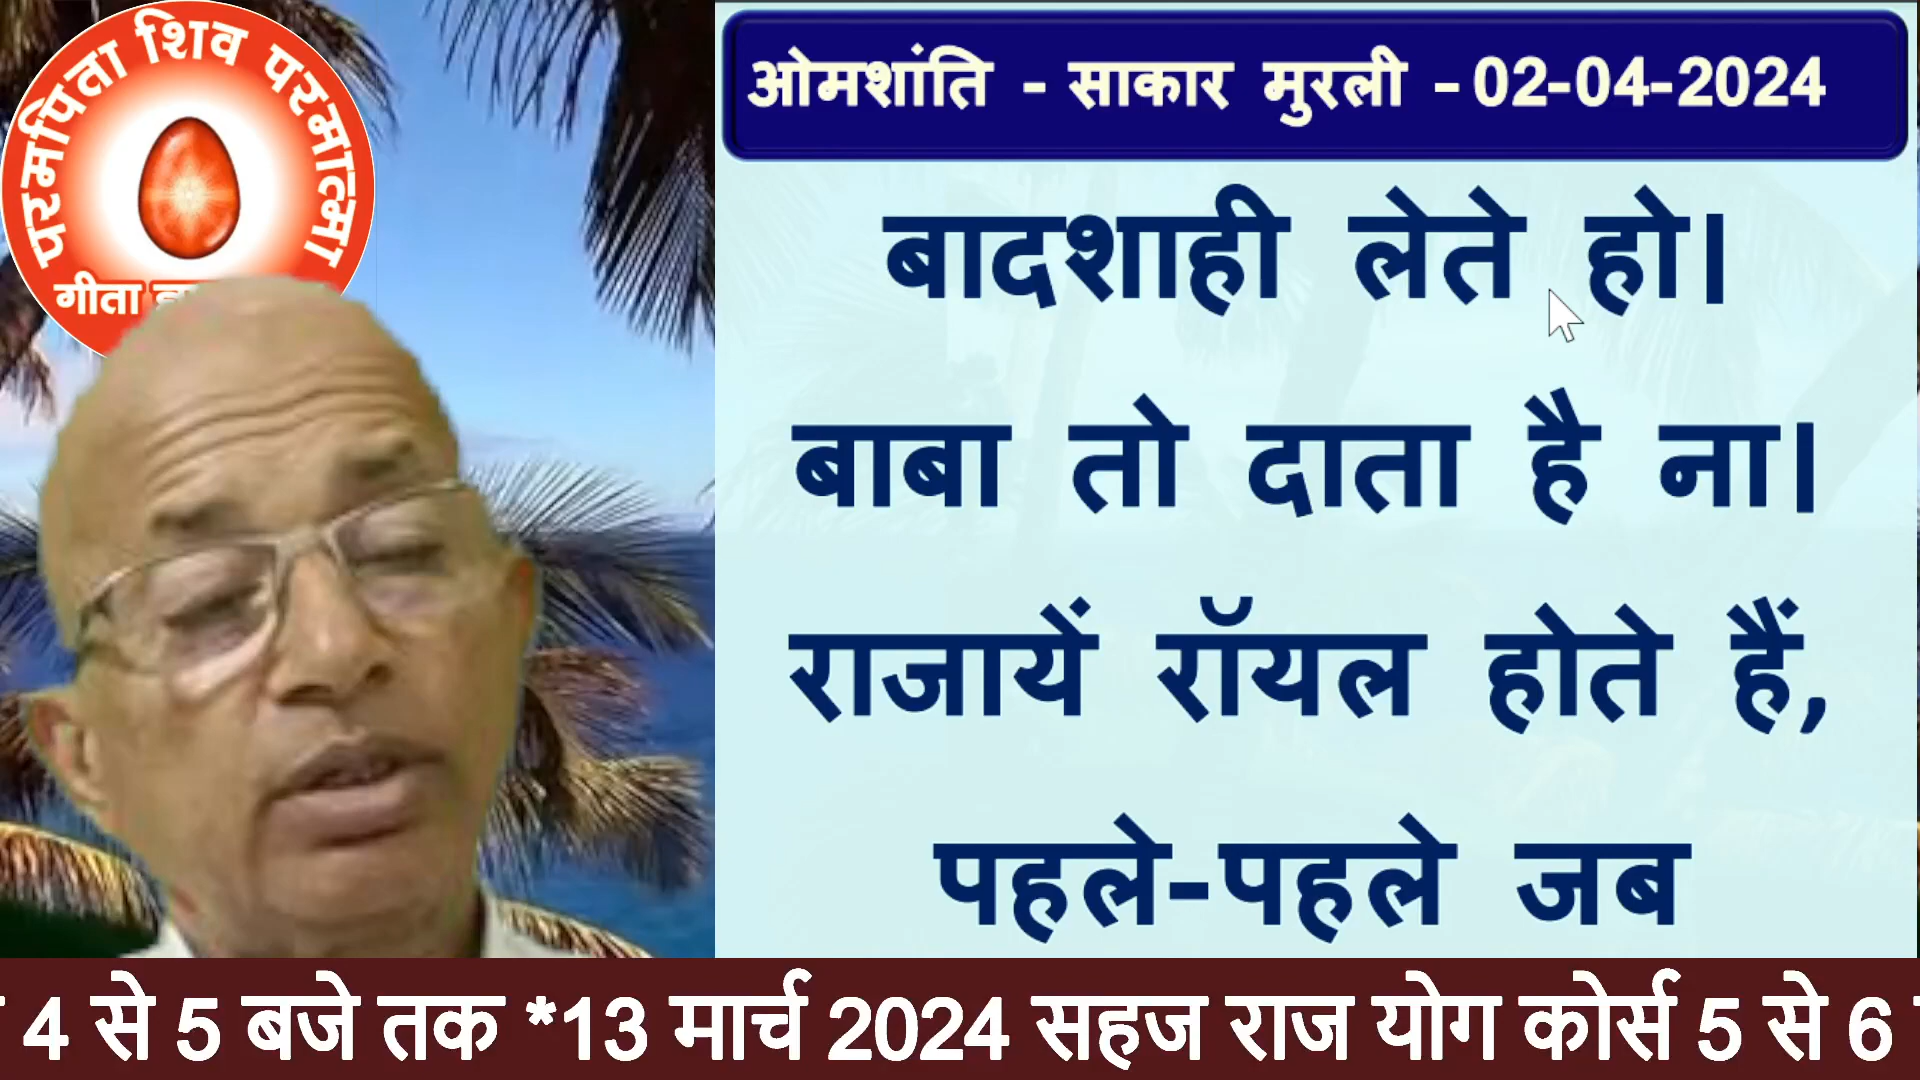 परमपिता शिव परमात्मा
गीता
ओमशांति - साकार मुरली - 02-04-2024
बादशाही लेते हो।
बाबा तो दाता है ना।
राजायें रॉयल होते हैं,
पहले-पहले जब
4 से 5 बजे तक *13 मार्च 2024 सहज राज योग कोर्स 5 से 6